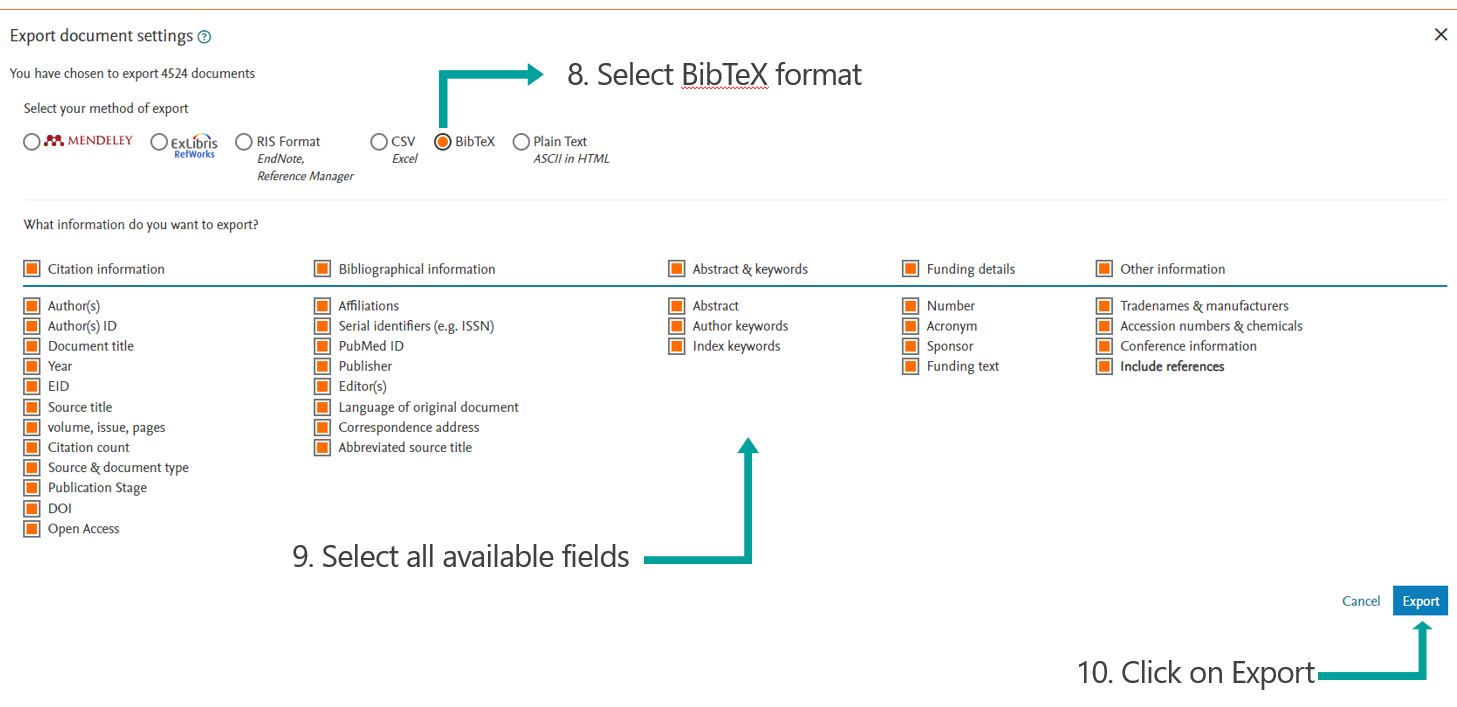 Export document settings ?
You have chosen to export 4524 documents
8. Select BibTeX format
Select your method of export
MENDELEY
ExLibris
RefWorks
RIS Format
EndNote,
Reference Manager
CSV
Excel
BibTeX
Plain Text
ASCII in HTML
What information do you want to export?
Citation information
Author(s)
Author(s) ID
Document title
Year
EID
Source title
volume, issue, pages
Citation count
Source & document type
Publication Stage
DOI
Open Access
Bibliographical information
Affiliations
Serial identifiers (e.g. ISSN)
PubMed ID
Publisher
Editor(s)
Language of original document
Correspondence address
Abbreviated source title
Abstract & keywords
Abstract
Author keywords
Index keywords
Funding details
Number
Acronym
Sponsor
Funding text
Other information
Tradenames & manufacturers
Accession numbers & chemicals
Conference information
Include references
9. Select all available fields
Cancel
Export
10. Click on Export